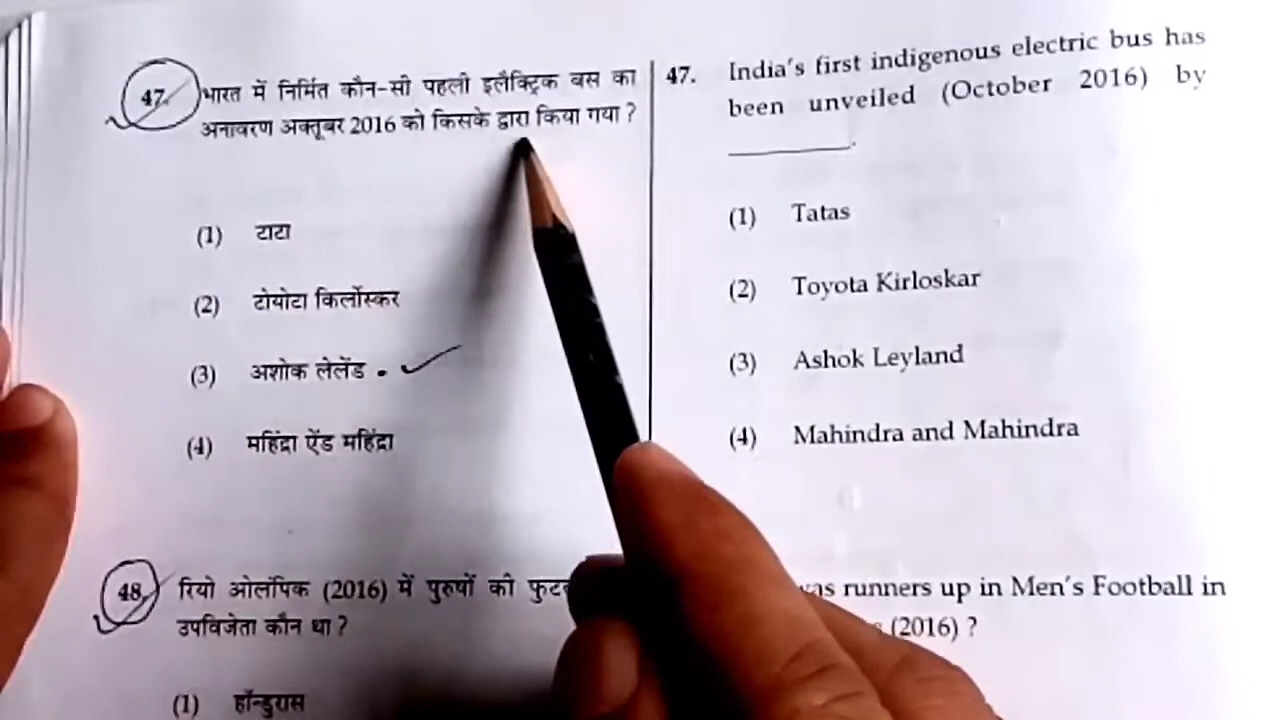 47. भारत में निर्मित कौन-सी पहली इलैक्ट्रिक बस का
अनावरण अक्तूबर 2016 को किसके द्वारा किया गया ?
(1) टाटा
(2) टोयोटा किर्लोस्कर
(3) अशोक लेलेंड
(4) महिंद्रा ऐंड महिंद्रा
48. रियो ओलंपिक (2016) में पुरुषों की
उपविजेता कौन था ?
(1) हॉन्डुरास
47. India's first indigenous electric bus has
been unveiled (October 2016) by
__________.
(1) Tatas
(2) Toyota Kirloskar
(3) Ashok Leyland
(4) Mahindra and Mahindra
runners up in Men's Football in
(2016) ?